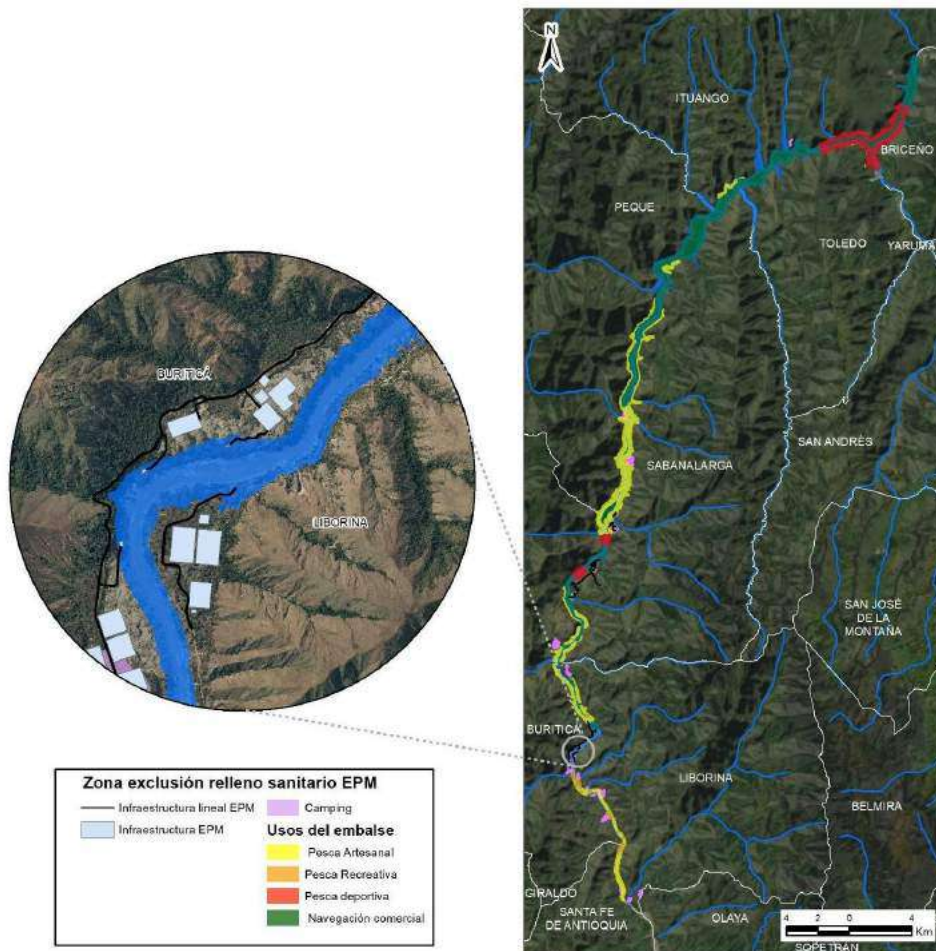 N
ITUANGO
BRICEÑO
PEQUE
TOLEDO
YARUMA
BURITICÁ
LIBORINA
SABANALARGA
SAN ANDRÉS
SAN JOSÉ
DE LA
MONTAÑA
BURITICÁ
LIBORINA
BELMIRA
GIRALDO
SANTA FE
DE ANTIOQUIA
OLAYA
SOPETRÁN
4 2 0 4
Km
Zona exclusión relleno sanitario EPM
Infraestructura lineal EPM
Infraestructura EPM
Camping
Usos del embalse
Pesca Artesanal
Pesca Recreativa
Pesca deportiva
Navegación comercial